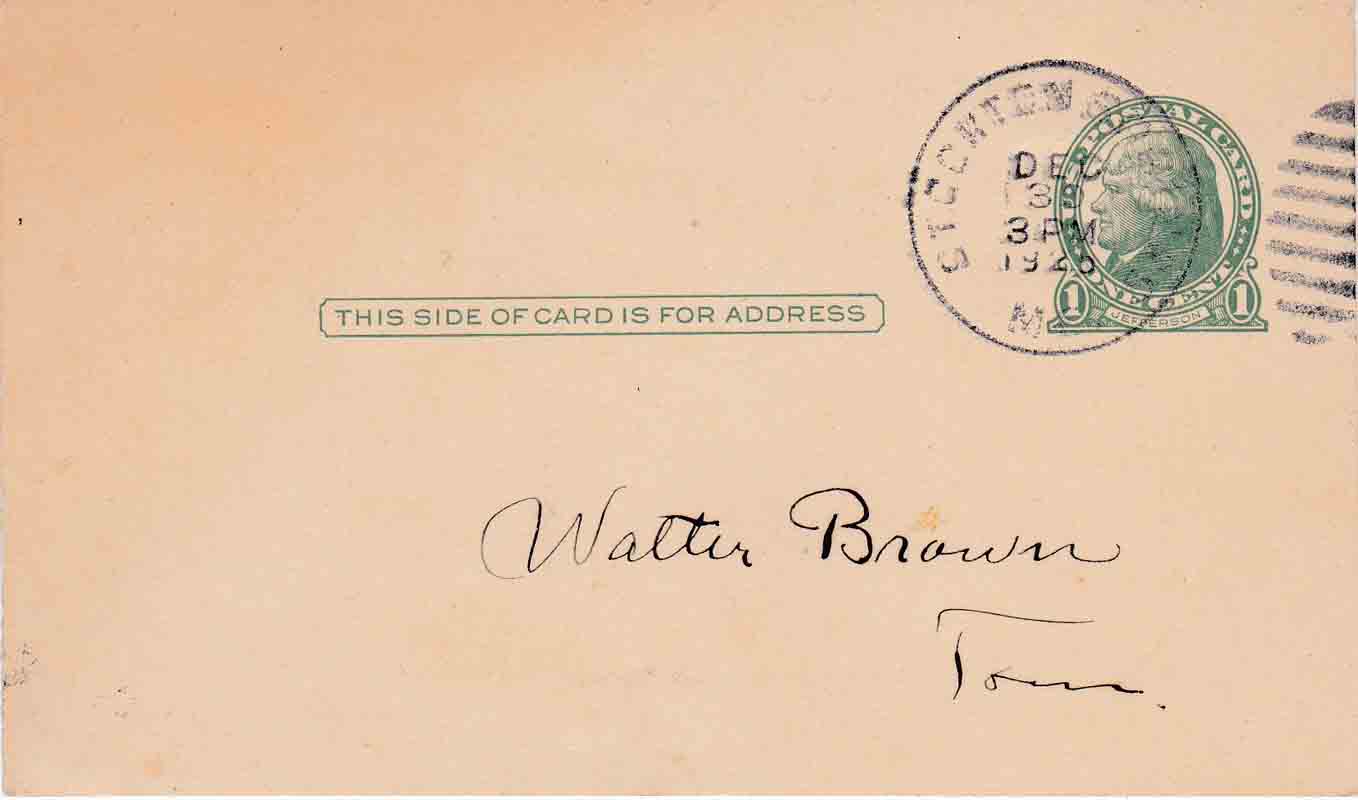 STOCKTON
DEC
3 PM
M
U.S. POSTAL CARD
ONE CENT
1 JEFFERSON 1
THIS SIDE OF CARD IS FOR ADDRESS
Walter Brown
Town